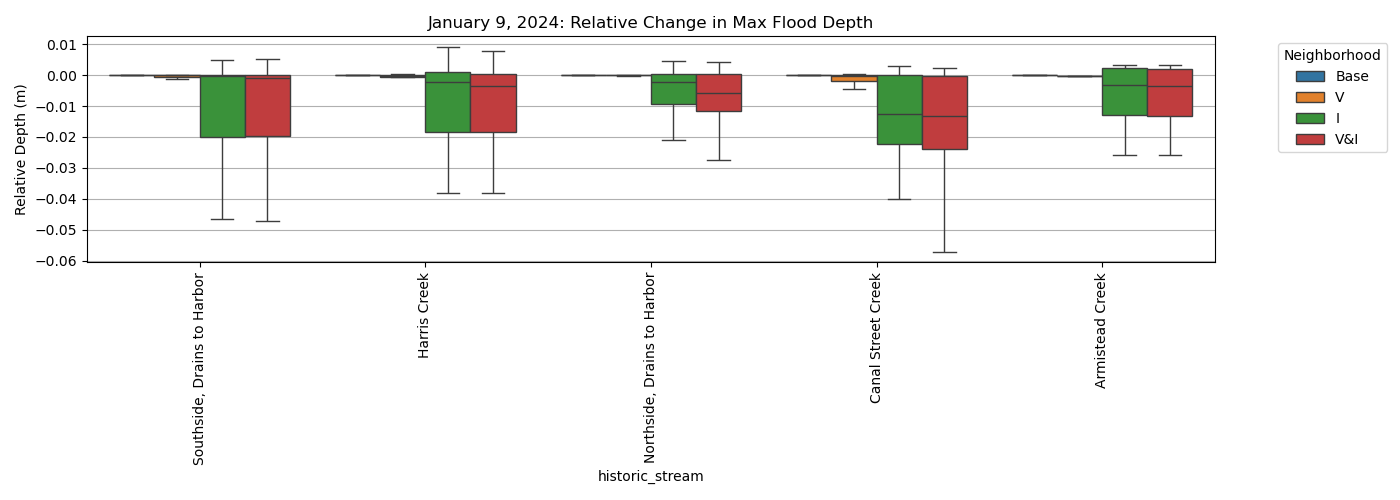 January 9, 2024: Relative Change in Max Flood Depth
Relative Depth (m)
0.01
0.00
−0.01
−0.02
−0.03
−0.04
−0.05
−0.06
Southside, Drains to Harbor
Harris Creek
Northside, Drains to Harbor
Canal Street Creek
Armistead Creek
historic_stream
Neighborhood
Base
V
I
V&I